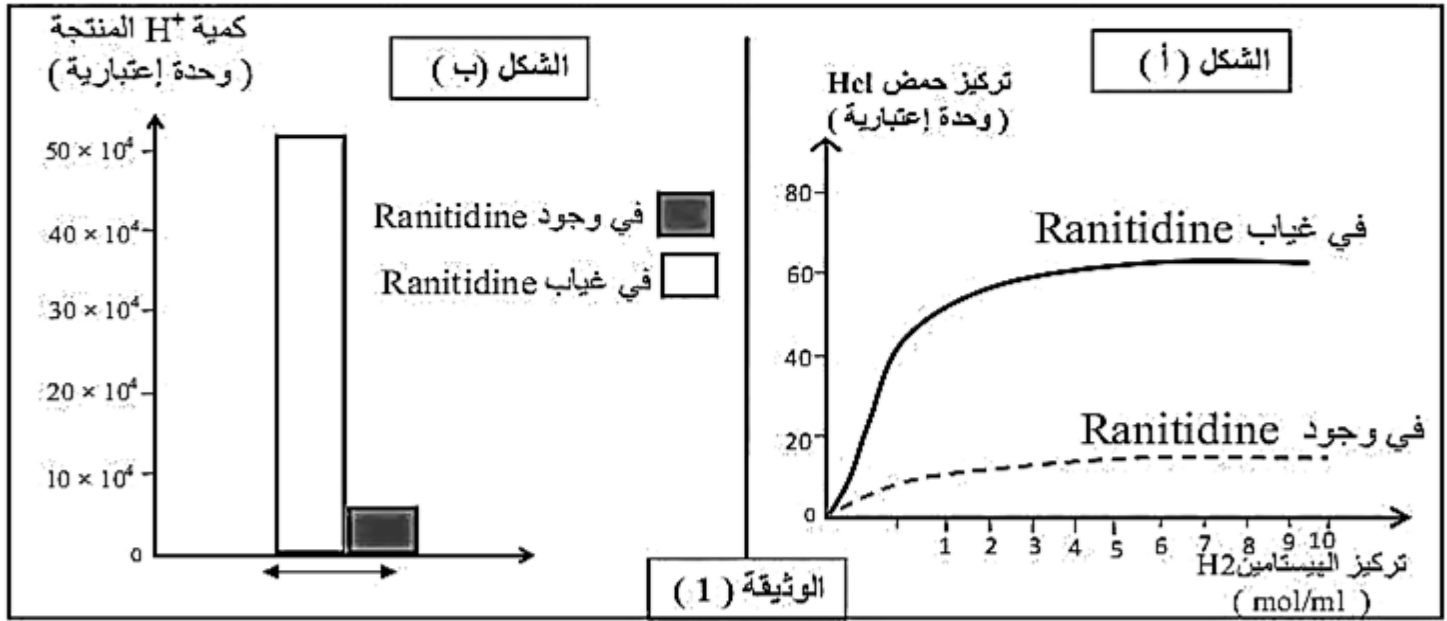 الشكل ( أ )
تركيز حمض Hcl
( وحدة إعتبارية )
80
60
40
20
0
في غياب Ranitidine
في وجود Ranitidine
1 2 3 4 5 6 7 8 9 10
تركيز الهيستامين H2
( mol/ml )
الشكل ( ب )
كمية H⁺ المنتجة
( وحدة إعتبارية )
50 × 10⁴
40 × 10⁴
30 × 10⁴
20 × 10⁴
10 × 10⁴
0
في وجود Ranitidine
في غياب Ranitidine
الوثيقة ( 1 )